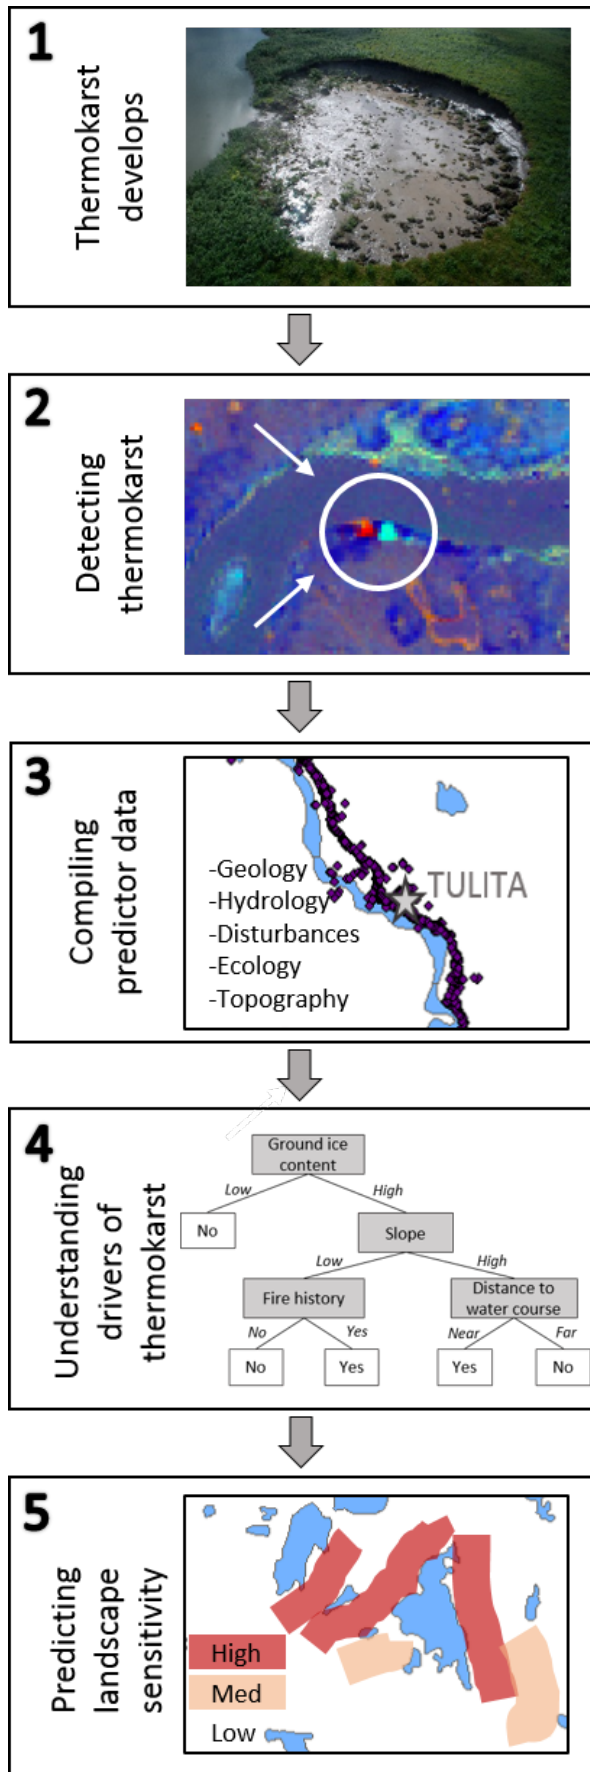 1
Thermokarst
develops
2
Detecting
thermokarst
3
Compiling
predictor data
-Geology
-Hydrology
-Disturbances
-Ecology
-Topography
TULITA
4
Understanding
drivers of
thermokarst
Ground ice
content
Low
High
No
Slope
Low
High
Fire history
Distance to
water course
No
Yes
Near
Far
No
Yes
Yes
No
5
Predicting
landscape
sensitivity
High
Med
Low